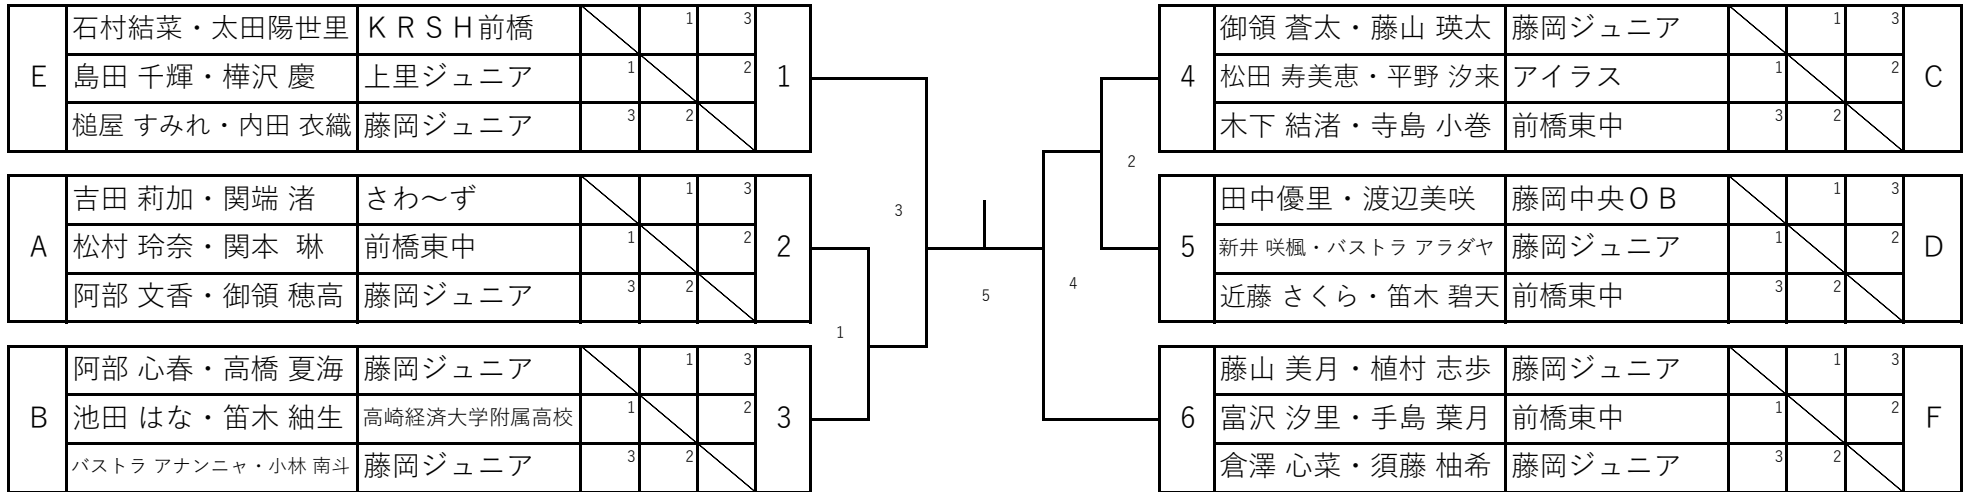 E
石村結菜・太田陽世里 ＫＲＳＨ前橋 1 3
島田 千輝・樺沢 慶 上里ジュニア 1 2
槌屋 すみれ・内田 衣織 藤岡ジュニア 3 2
1
A
吉田 莉加・関端 渚 さわ～ず 1 3
松村 玲奈・関本 琳 前橋東中 1 2
阿部 文香・御領 穂高 藤岡ジュニア 3 2
2
B
阿部 心春・高橋 夏海 藤岡ジュニア 1 3
池田 はな・笛木 紬生 高崎経済大学附属高校 1 2
バストラ アナンニャ・小林 南斗 藤岡ジュニア 3 2
3
3
1
5
2
4
4
御領 蒼太・藤山 瑛太 藤岡ジュニア 1 3
松田 寿美恵・平野 汐来 アイラス 1 2
木下 結渚・寺島 小巻 前橋東中 3 2
C
5
田中優里・渡辺美咲 藤岡中央ＯＢ 1 3
新井 咲楓・バストラ アラダヤ 藤岡ジュニア 1 2
近藤 さくら・笛木 碧天 前橋東中 3 2
D
6
藤山 美月・植村 志歩 藤岡ジュニア 1 3
富沢 汐里・手島 葉月 前橋東中 1 2
倉澤 心菜・須藤 柚希 藤岡ジュニア 3 2
F